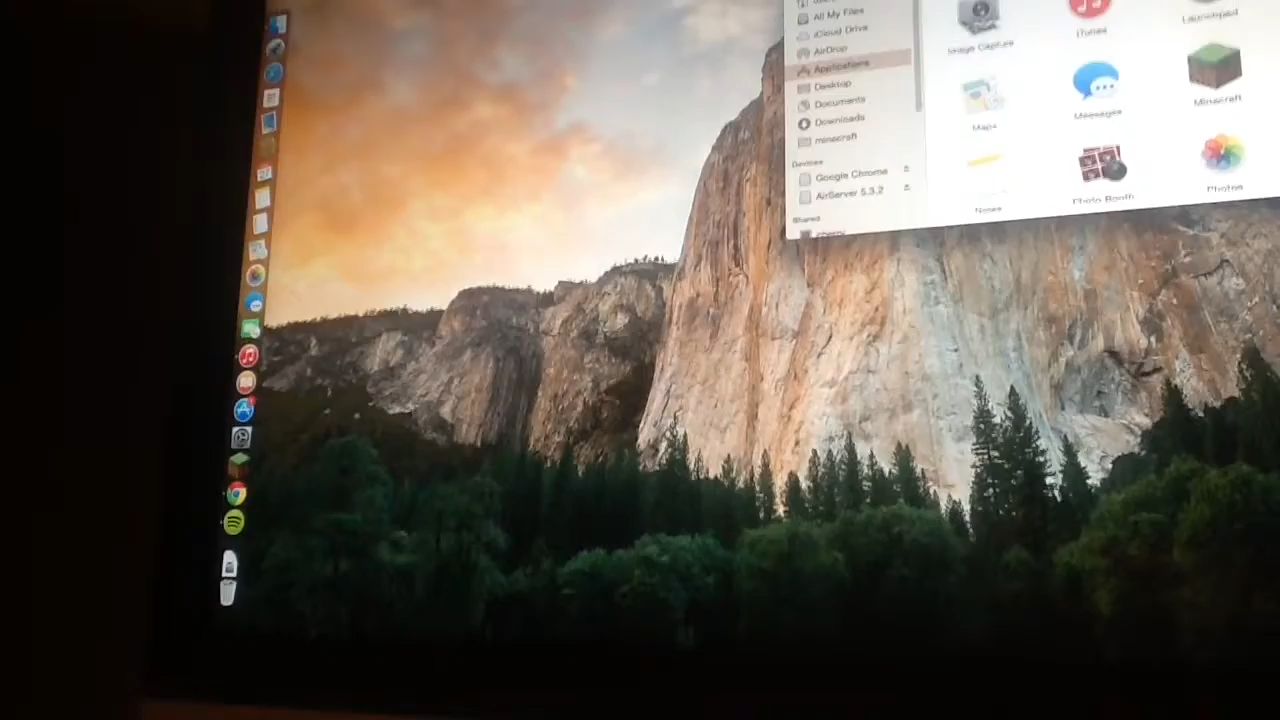 All My Files
iCloud Drive
AirDrop
Applications
Desktop
Documents
Downloads
minecraft
Devices
Google Chrome
AirServer 5.3.2
Shared
Image Capture
iTunes
Launchpad
Maps
Messages
Minecraft
Notes
Photo Booth
Photos